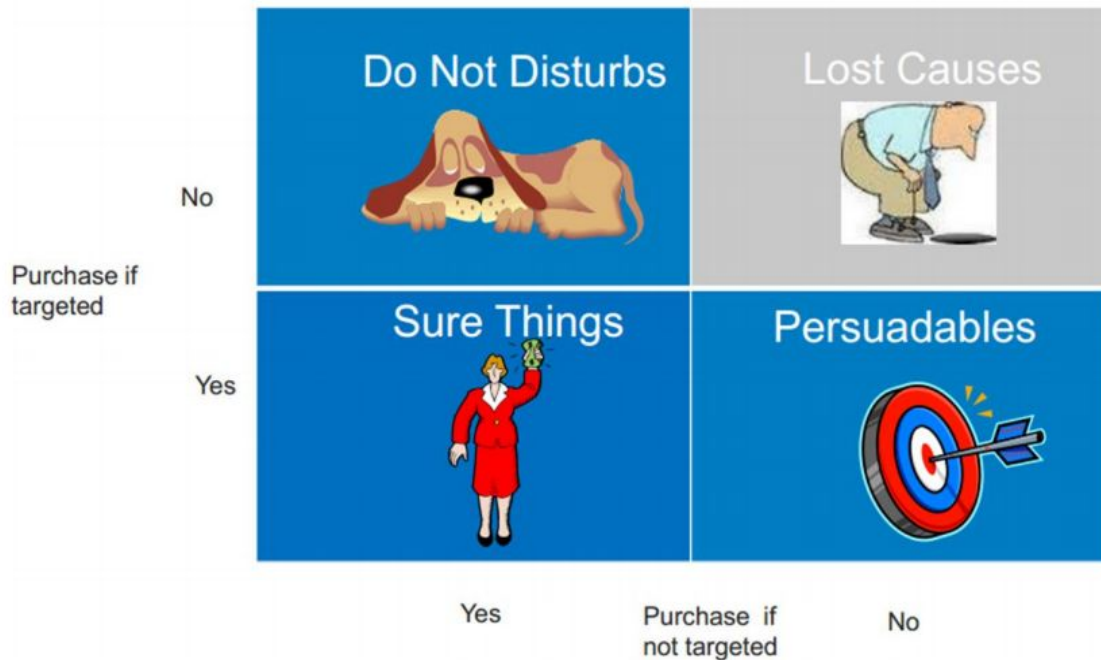 Do Not Disturbs
Lost Causes
No
Purchase if
targeted
Sure Things
Persuadables
Yes
Yes
Purchase if
not targeted
No